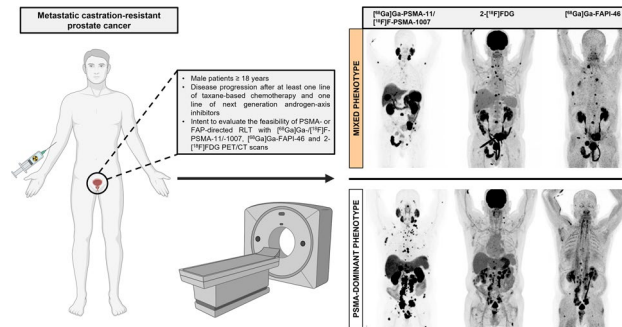 Metastatic castration-resistant
prostate cancer
• Male patients ≥ 18 years
• Disease progression after at least one line
of taxane-based chemotherapy and one
line of next generation androgen-axis
inhibitors
• Intent to evaluate the feasibility of PSMA- or
FAP-directed RLT with [⁶⁸Ga]Ga-/[¹⁸F]F-
PSMA-11/-1007, [⁶⁸Ga]Ga-FAPI-46 and 2-
[¹⁸F]FDG PET/CT scans
[⁶⁸Ga]Ga-PSMA-11/
[¹⁸F]F-PSMA-1007
2-[¹⁸F]FDG
[⁶⁸Ga]Ga-FAPI-46
MIXED PHENOTYPE
PSMA-DOMINANT PHENOTYPE